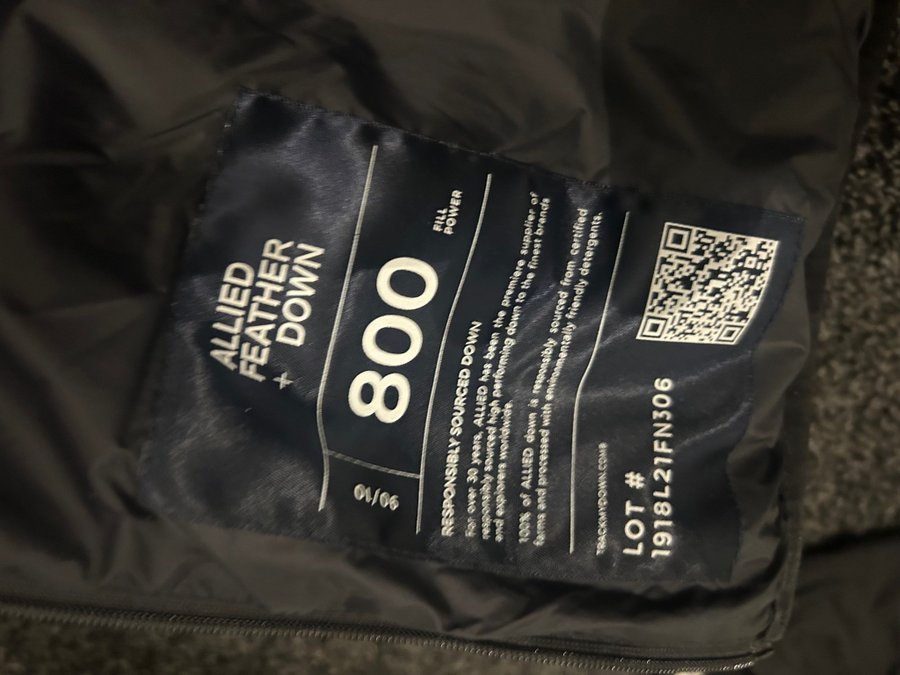 ALLIED
FEATHER
+ DOWN
90/10
800
FILL
POWER
RESPONSIBLY SOURCED DOWN
For over 30 years, ALLIED has been the premiere supplier of
responsibly sourced high performing down to the finest brands
and explorers worldwide.
100% of ALLIED down is responsibly sourced from certified
farms and processed with environmentally friendly detergents.
TRACKMYDOWN.COM®
LOT #
1918L21FN306